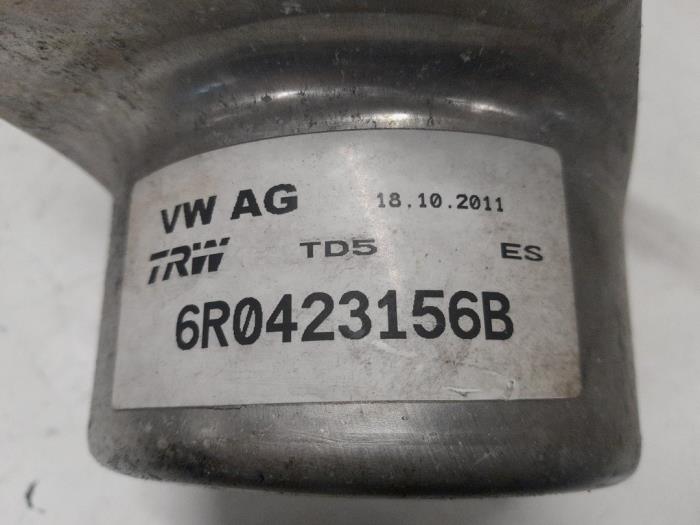 VW AG 18.10.2011
TRW TD5 ES
6R0423156B